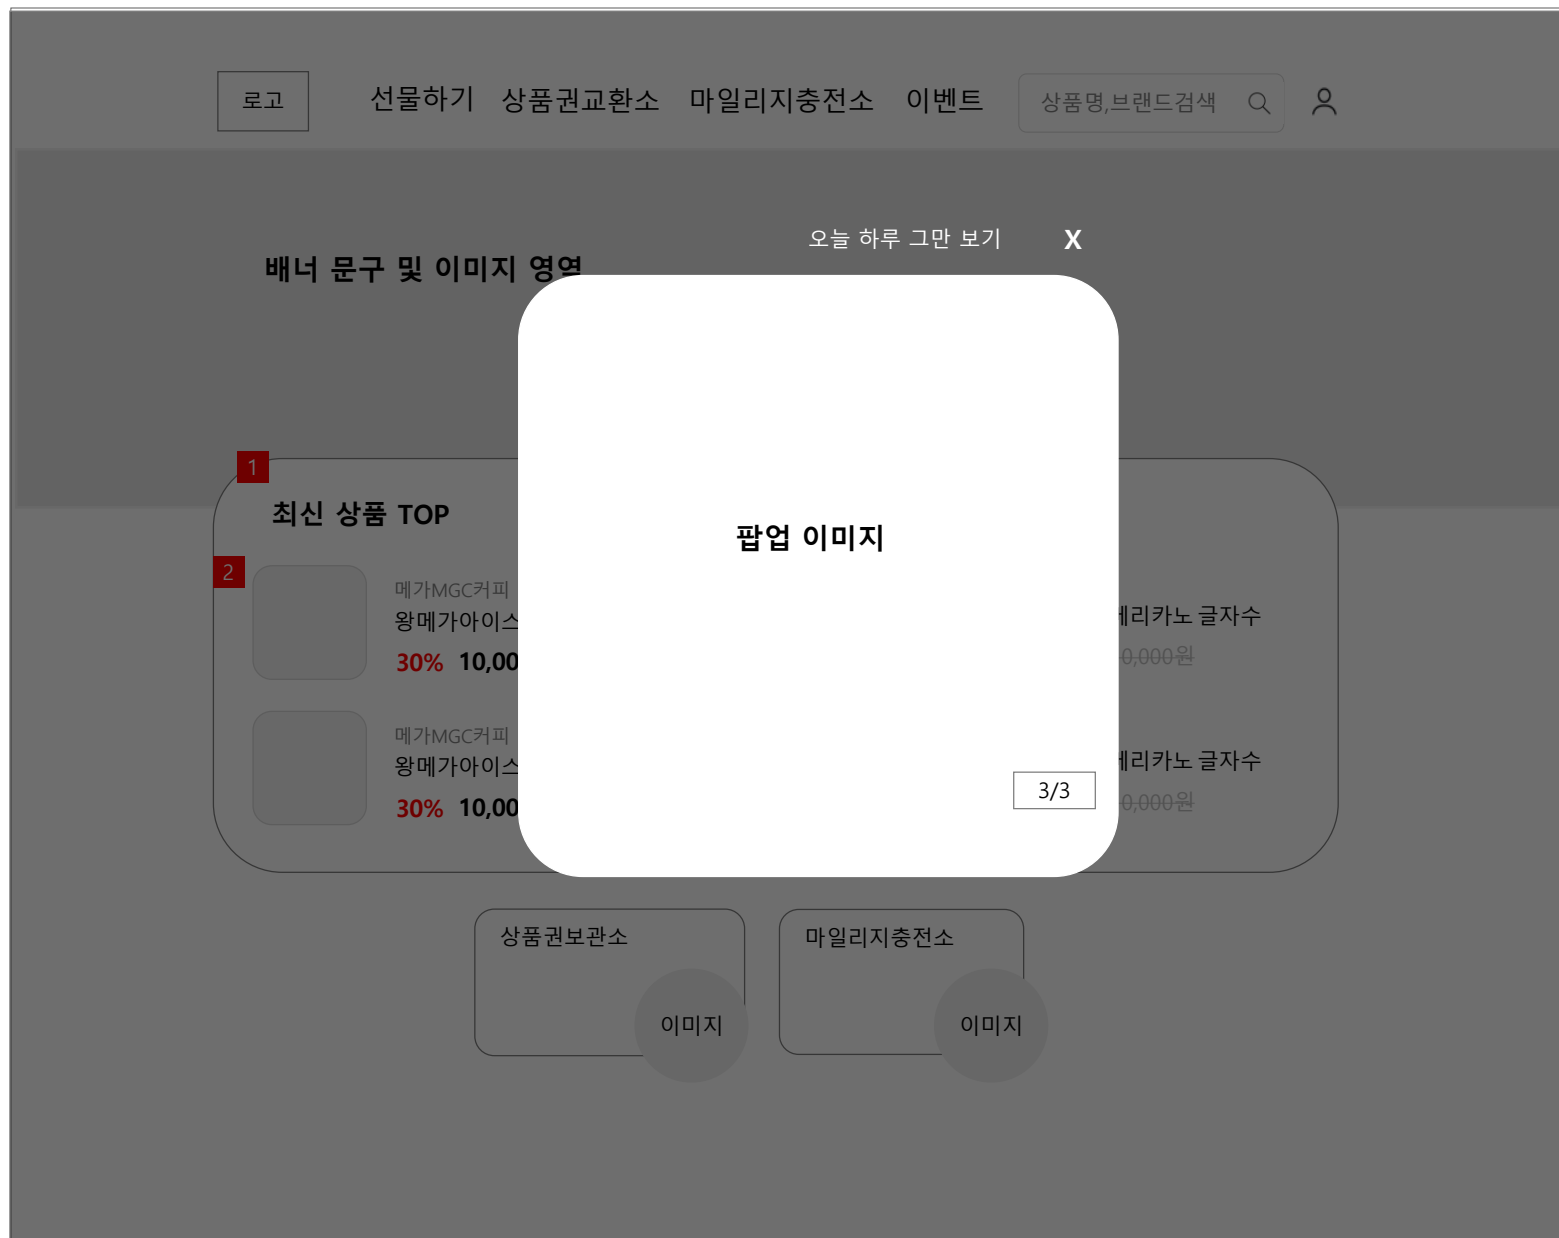 로고
선물하기 상품권교환소 마일리지충전소 이벤트 상품명,브랜드검색
오늘 하루 그만 보기 X
배너 문구 및 이미지 영역
1
최신 상품 TOP
팝업 이미지
2
메가MGC커피
왕메가아이스
메리카노 글자수
30% 10,00
0,000원
메가MGC커피
왕메가아이스
메리카노 글자수
30% 10,00
0,000원
3/3
상품권보관소 마일리지충전소
이미지 이미지